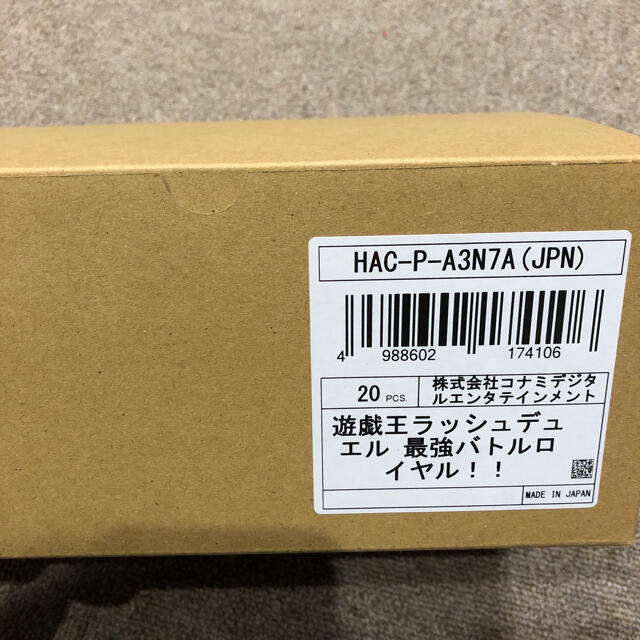 HAC-P-A3N7A(JPN)
4 988602 174106
20 PCS.
株式会社コナミデジタ
ルエンタテインメント
遊戯王ラッシュデュ
エル 最強バトルロ
イヤル！！
MADE IN JAPAN